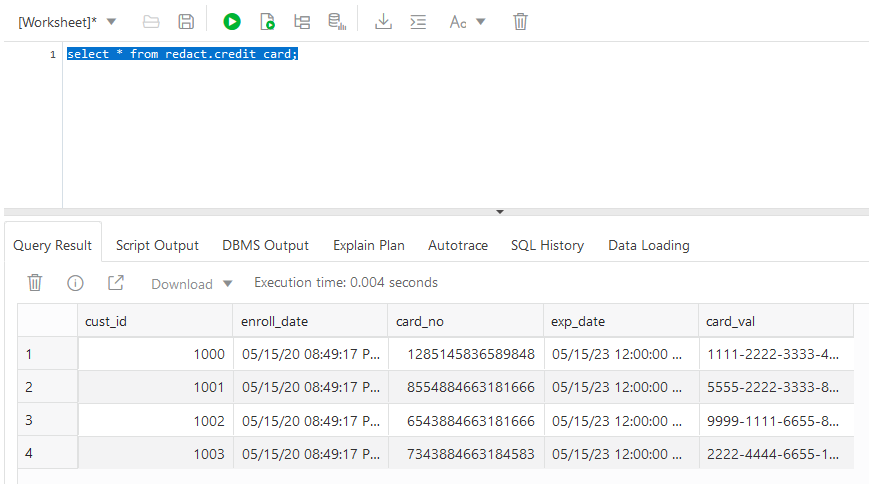 [Worksheet]*
Aa
1 select * from redact.credit card;
Query Result Script Output DBMS Output Explain Plan Autotrace SQL History Data Loading
Download Execution time: 0.004 seconds
cust_id enroll_date card_no exp_date card_val
1 1000 05/15/20 08:49:17 P... 1285145836589848 05/15/23 12:00:00 ... 1111-2222-3333-4...
2 1001 05/15/20 08:49:17 P... 8554884663181666 05/15/23 12:00:00 ... 5555-2222-3333-8...
3 1002 05/15/20 08:49:17 P... 6543884663181666 05/15/23 12:00:00 ... 9999-1111-6655-8...
4 1003 05/15/20 08:49:17 P... 7343884663184583 05/15/23 12:00:00 ... 2222-4444-6655-1...